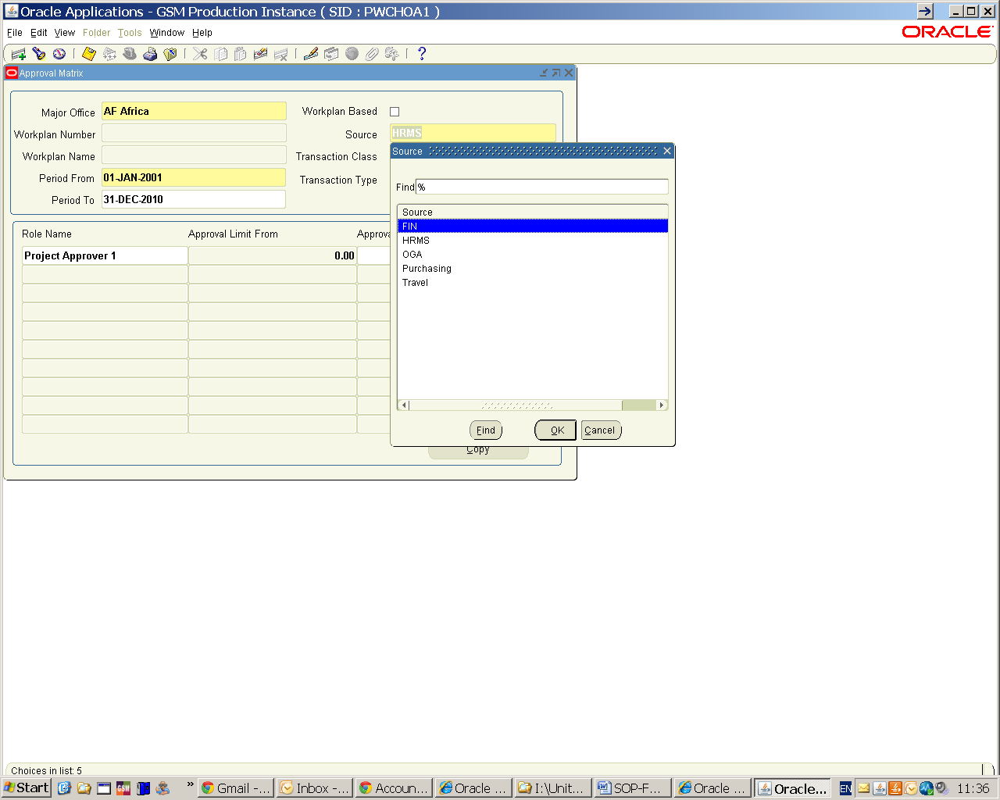 Oracle Applications - GSM Production Instance ( SID : PWCHOA1 )
File Edit View Folder Tools Window Help
ORACLE
Approval Matrix
Major Office AF Africa Workplan Based
Workplan Number Source HRMS
Workplan Name Transaction Class
Period From 01-JAN-2001 Transaction Type
Period To 31-DEC-2010
Role Name Approval Limit From Approva
Project Approver 1 0.00
Copy
Source
Find %
Source
FIN
HRMS
OGA
Purchasing
Travel
Find OK Cancel
Choices in list: 5
Start GSM » Gmail -... Inbox -... Accoun... Oracle ... I:\Unit... SOP-F... Oracle ... Oracle... EN 11:36